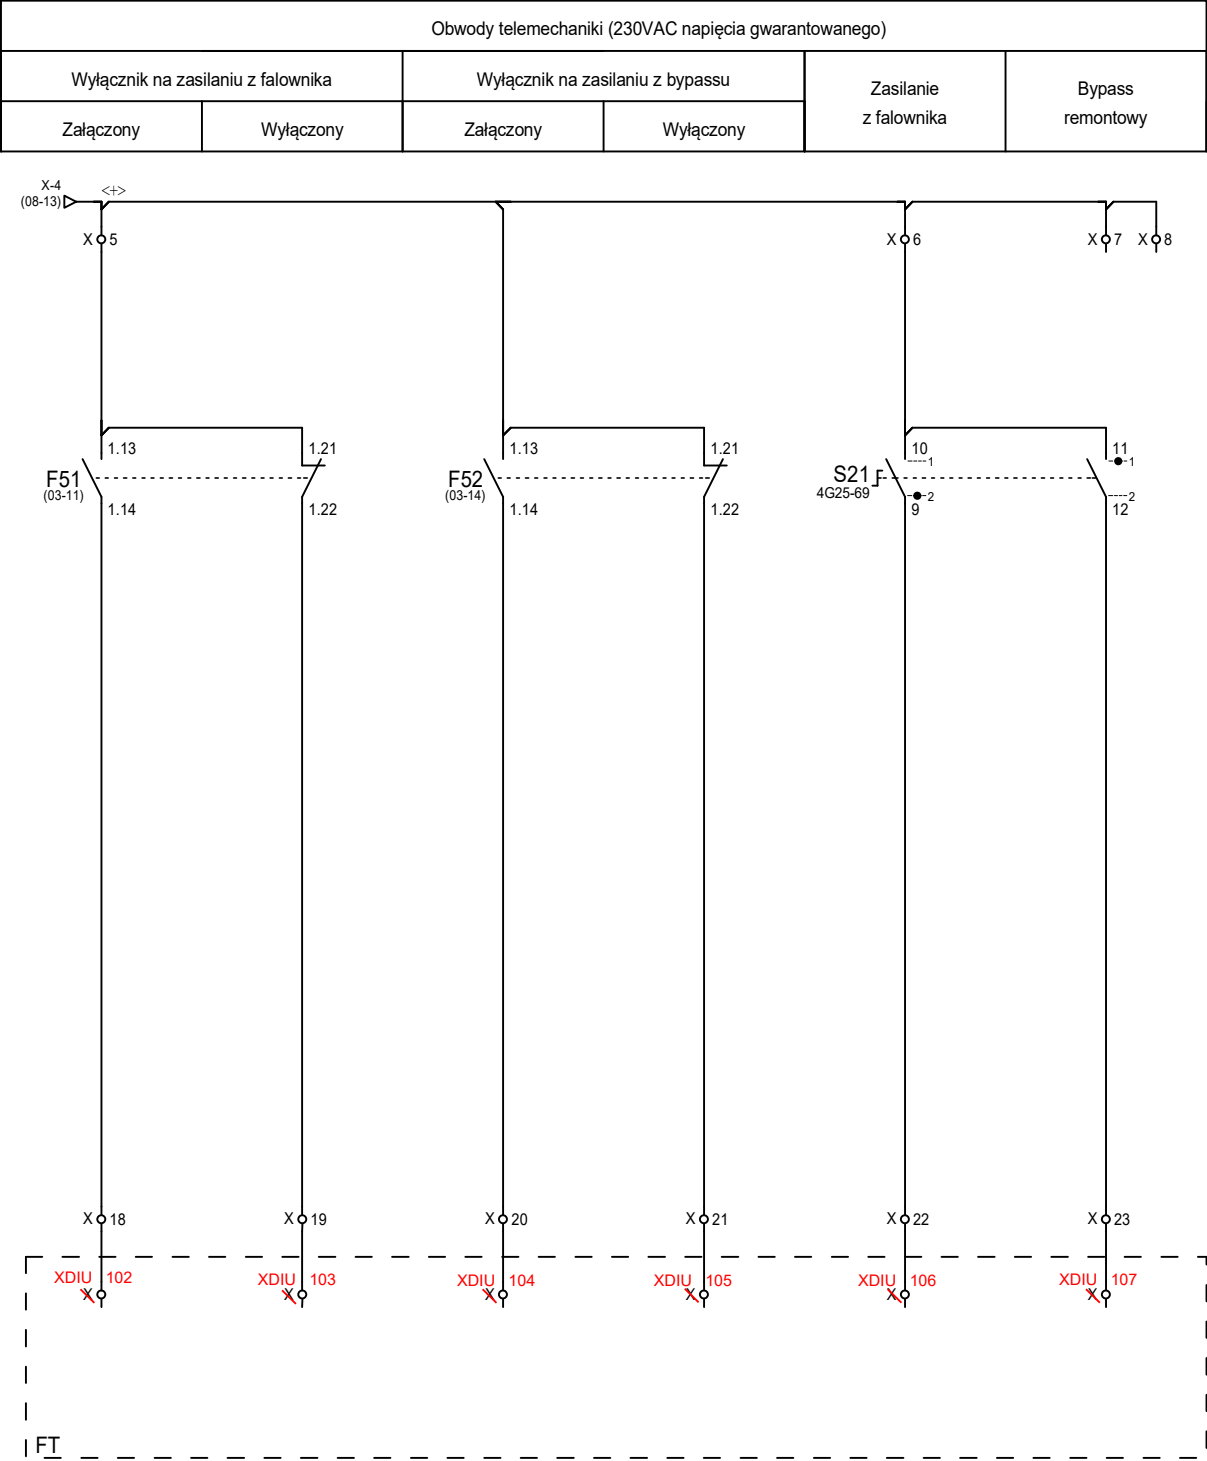 Obwody telemechaniki (230VAC napięcia gwarantowanego)
Wyłącznik na zasilaniu z falownika
Wyłącznik na zasilaniu z bypassu
Zasilanie
z falownika
Bypass
remontowy
Załączony
Wyłączony
Załączony
Wyłączony
X-4
(08-13)
<+>
X 5
X 6
X 7
X 8
1.13
1.21
1.13
1.21
10
11
1
1
F51
(03-11)
F52
(03-14)
S21
4G25-69
2
2
1.14
1.22
1.14
1.22
9
12
X 18
X 19
X 20
X 21
X 22
X 23
XDIU 102
XDIU 103
XDIU 104
XDIU 105
XDIU 106
XDIU 107
X
X
X
X
X
X
FT